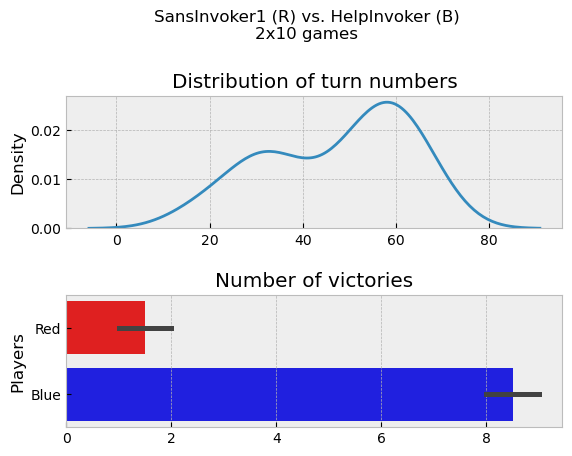 SansInvoker1 (R) vs. HelpInvoker (B)
2x10 games
Distribution of turn numbers
Density
0.02
0.01
0.00
0 20 40 60 80
Number of victories
Players
Red
Blue
0 2 4 6 8